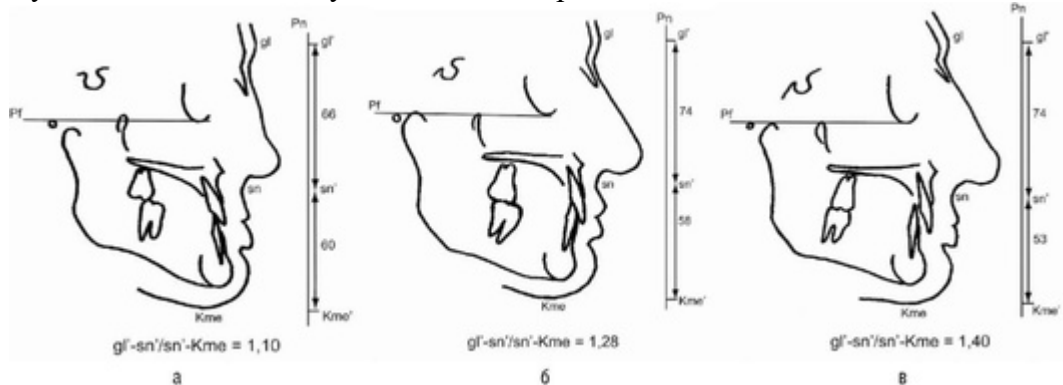 Pn
gl
gl'
Pf
66
sn
sn'
60
Kme
Kme'
gl'-sn'/sn'-Kme = 1,10
а
Pn
gl
gl'
Pf
74
sn
sn'
58
Kme
Kme'
gl'-sn'/sn'-Kme = 1,28
б
Pn
gl
gl'
Pf
74
sn
sn'
53
Kme
Kme'
gl'-sn'/sn'-Kme = 1,40
в